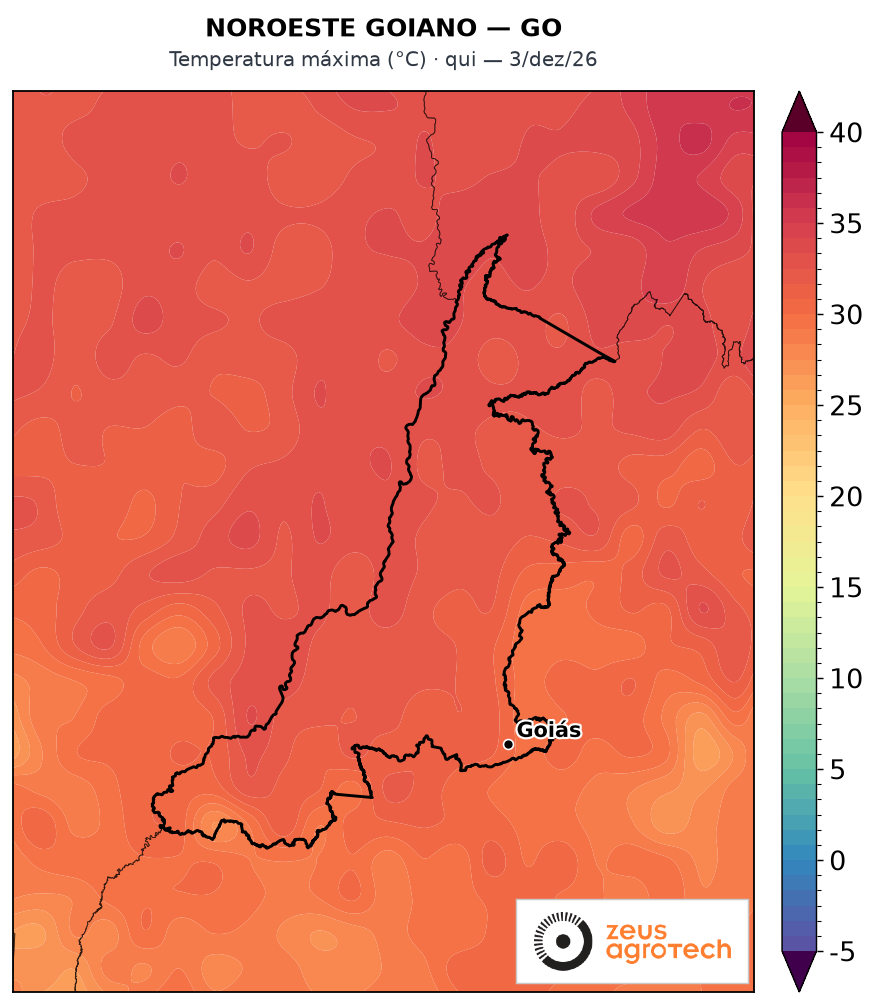 NOROESTE GOIANO — GO
Temperatura máxima (°C) · qui — 3/dez/26
40
35
30
25
20
15
10
5
0
-5
Goiás
zeus
agrotech